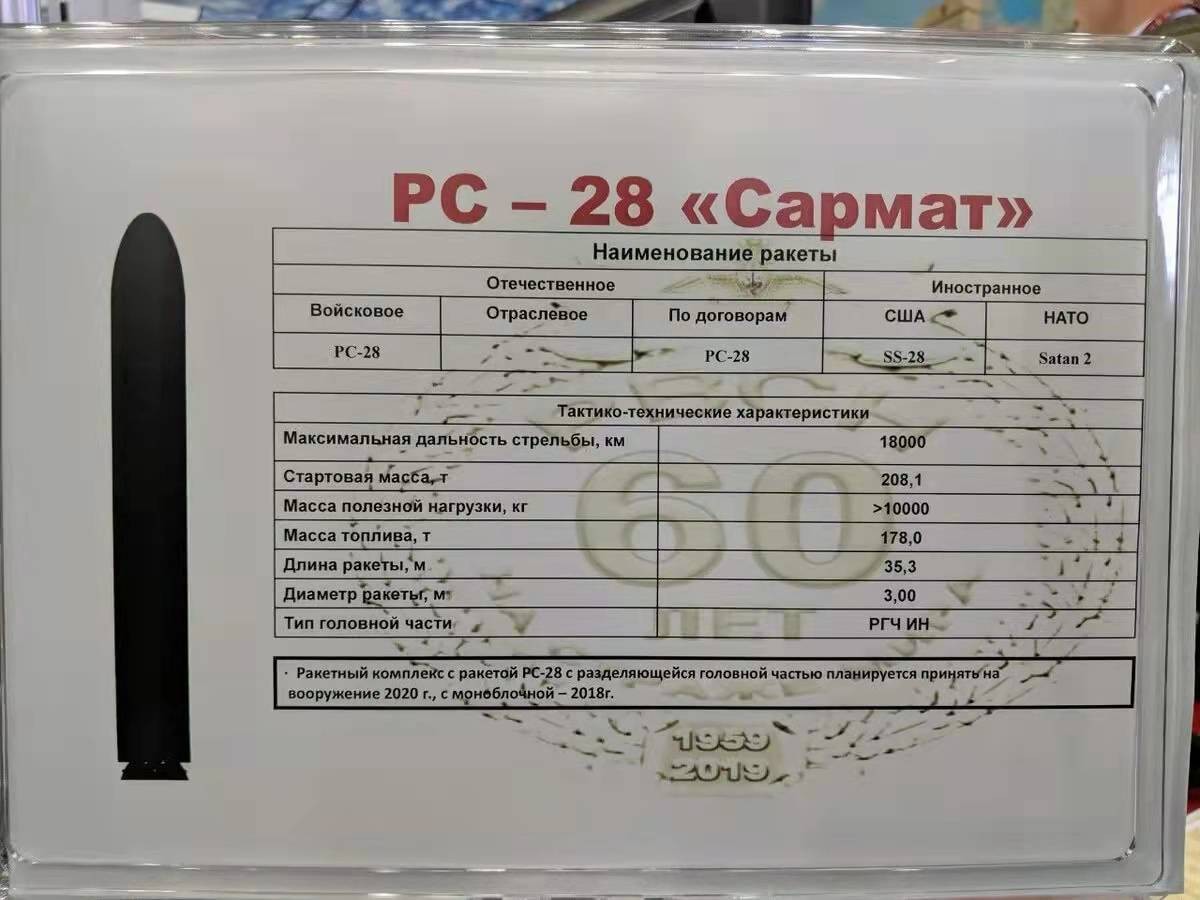 РС – 28 «Сармат»
Наименование ракеты
Отечественное Иностранное
Войсковое Отраслевое По договорам США НАТО
РС-28 РС-28 SS-28 Satan 2
Тактико-технические характеристики
Максимальная дальность стрельбы, км 18000
Стартовая масса, т 208,1
Масса полезной нагрузки, кг >10000
Масса топлива, т 178,0
Длина ракеты, м 35,3
Диаметр ракеты, м 3,00
Тип головной части РГЧ ИН
· Ракетный комплекс с ракетой РС-28 с разделяющейся головной частью планируется принять на
вооружение 2020 г., с моноблочной – 2018г.
60
ЛЕТ
1959
2019